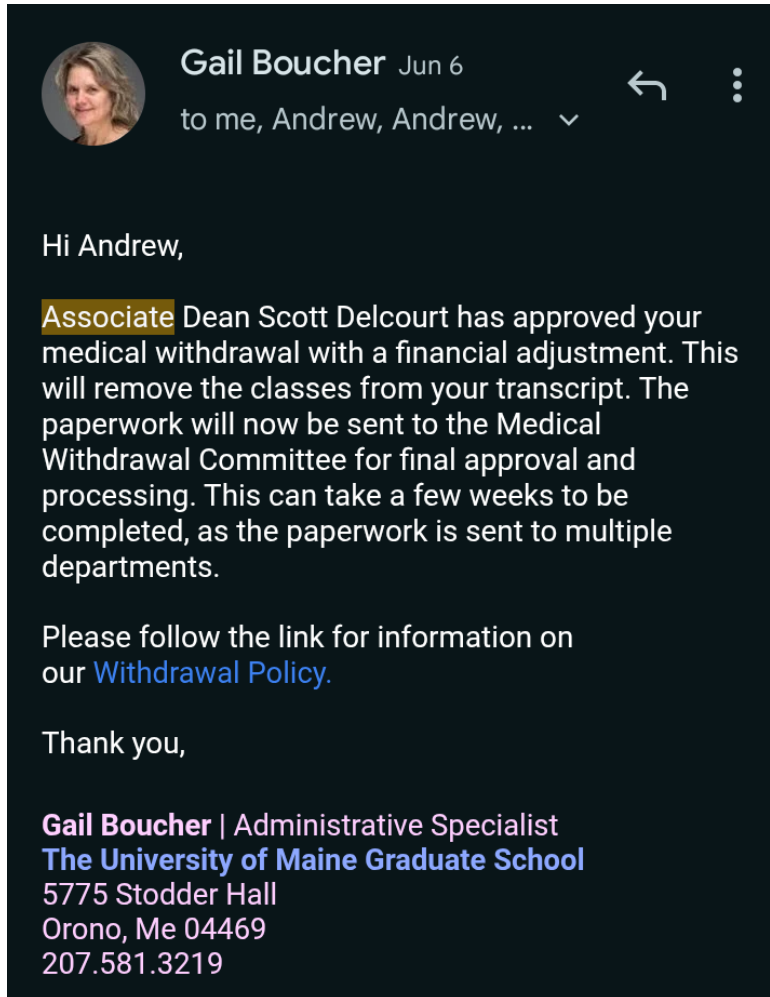 Gail Boucher Jun 6
to me, Andrew, Andrew, ...
Hi Andrew,
Associate Dean Scott Delcourt has approved your
medical withdrawal with a financial adjustment. This
will remove the classes from your transcript. The
paperwork will now be sent to the Medical
Withdrawal Committee for final approval and
processing. This can take a few weeks to be
completed, as the paperwork is sent to multiple
departments.
Please follow the link for information on
our Withdrawal Policy.
Thank you,
Gail Boucher | Administrative Specialist
The University of Maine Graduate School
5775 Stodder Hall
Orono, Me 04469
207.581.3219